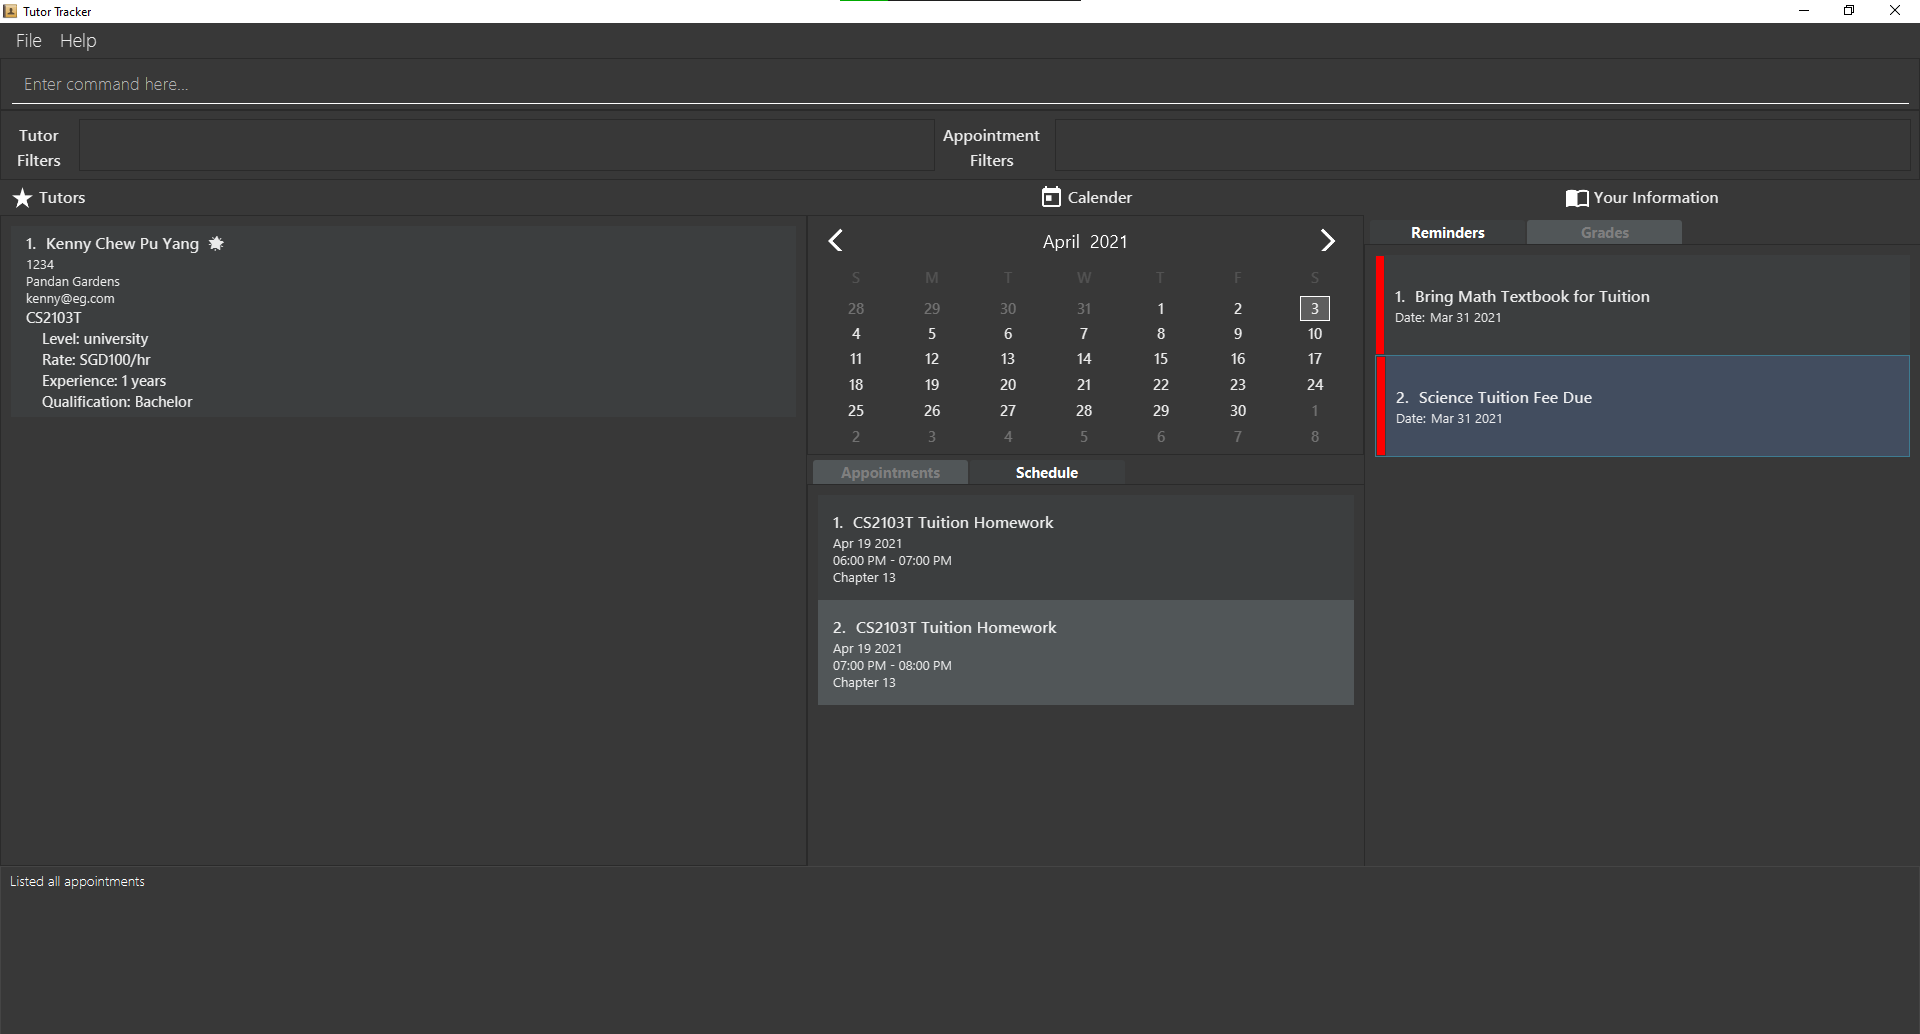 Tutor Tracker
File Help
Enter command here...
Tutor Filters
Appointment Filters
Tutors
1. Kenny Chew Pu Yang
1234
Pandan Gardens
kenny@eg.com
CS2103T
Level: university
Rate: SGD100/hr
Experience: 1 years
Qualification: Bachelor
Calender
April 2021
S M T W T F S
28 29 30 31 1 2 3
4 5 6 7 8 9 10
11 12 13 14 15 16 17
18 19 20 21 22 23 24
25 26 27 28 29 30 1
2 3 4 5 6 7 8
Appointments Schedule
1. CS2103T Tuition Homework
Apr 19 2021
06:00 PM - 07:00 PM
Chapter 13
2. CS2103T Tuition Homework
Apr 19 2021
07:00 PM - 08:00 PM
Chapter 13
Your Information
Reminders Grades
1. Bring Math Textbook for Tuition
Date: Mar 31 2021
2. Science Tuition Fee Due
Date: Mar 31 2021
Listed all appointments